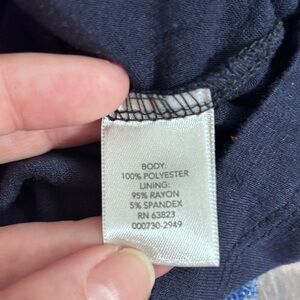 BODY:
100% POLYESTER
LINING:
95% RAYON
5% SPANDEX
RN 63823
000730-2949